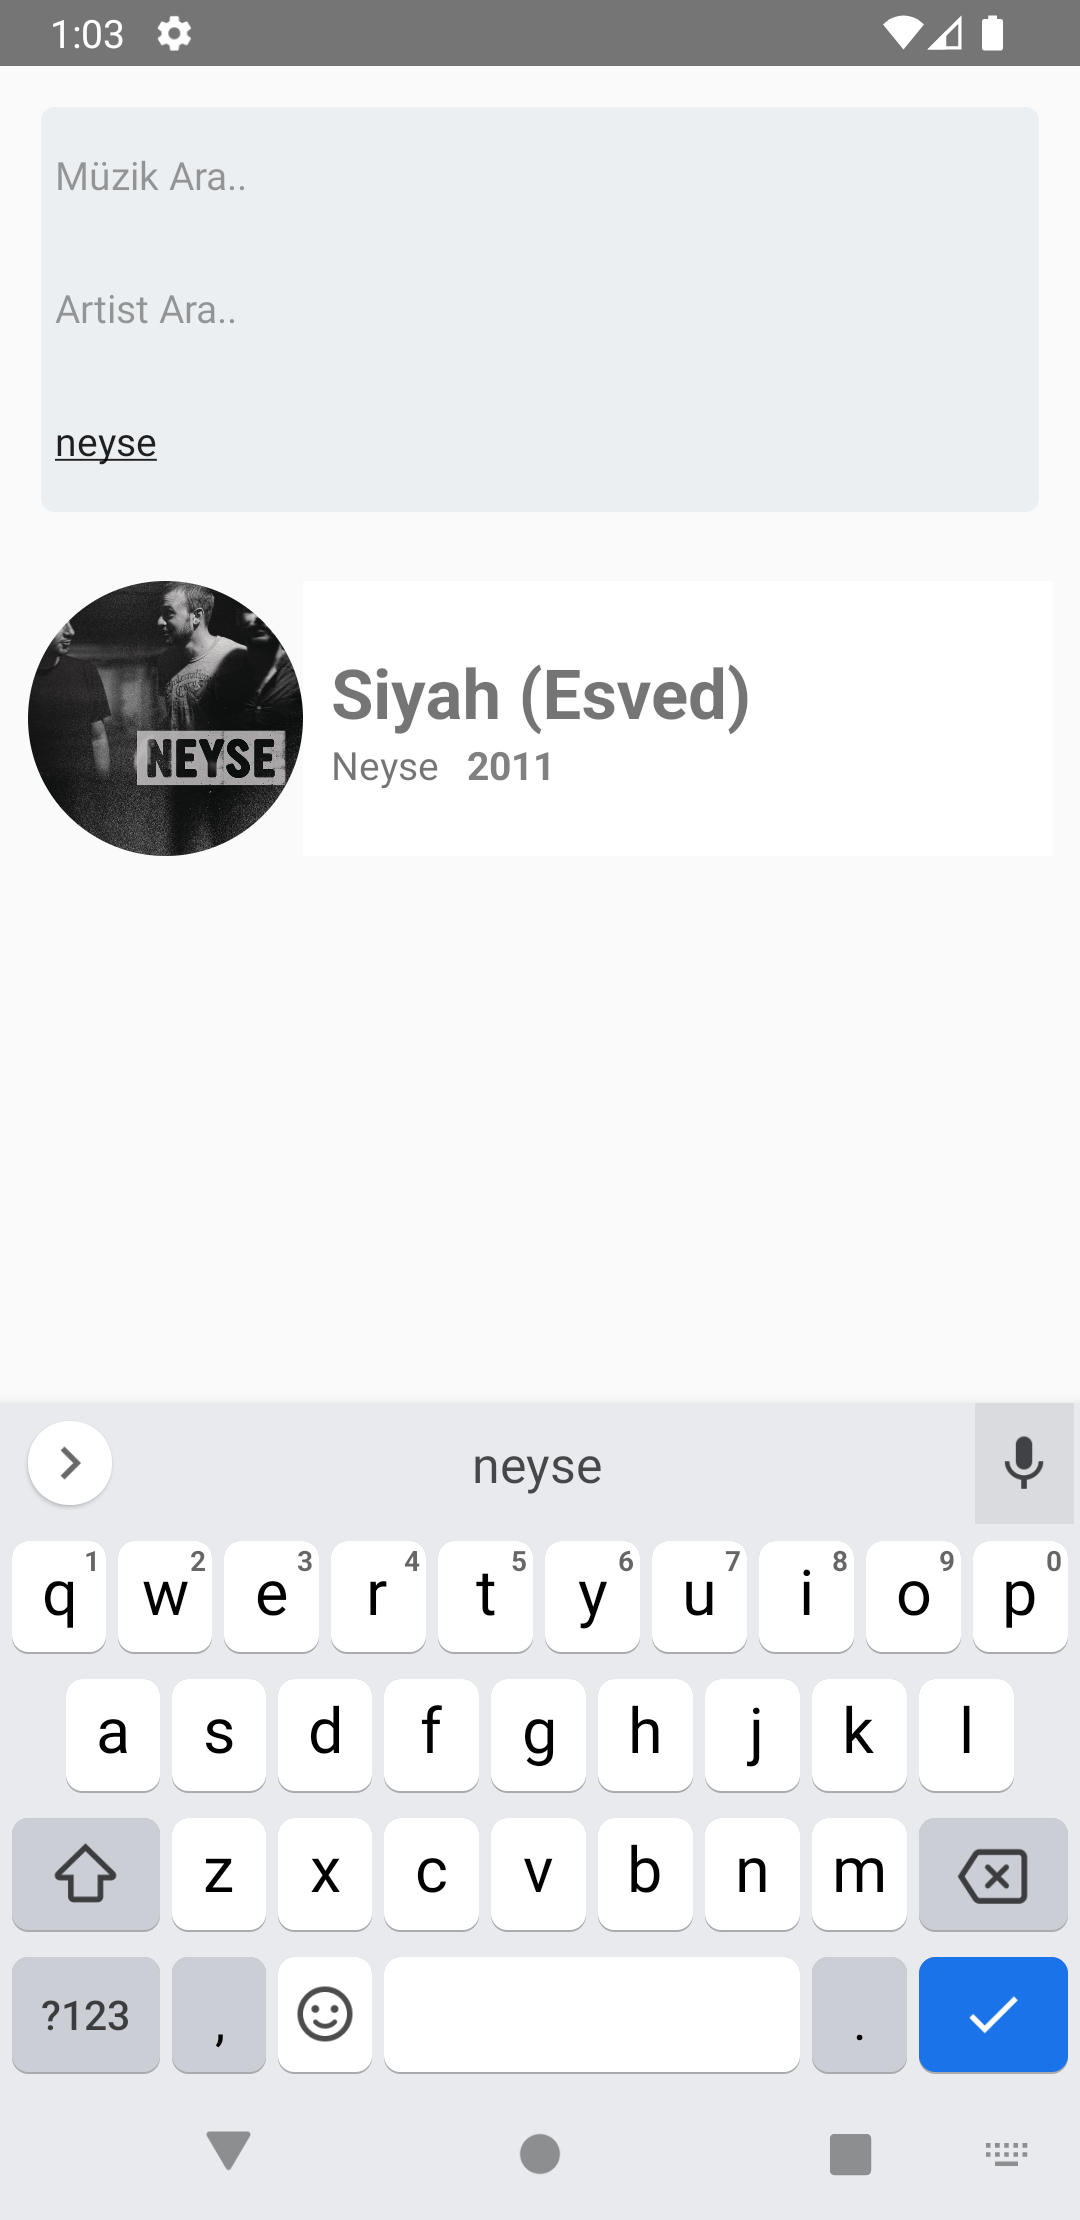 1:03
Müzik Ara..
Artist Ara..
neyse
NEYSE
Siyah (Esved)
Neyse 2011
neyse
q 1 w 2 e 3 r 4 t 5 y 6 u 7 i 8 o 9 p 0
a s d f g h j k l
z x c v b n m
?123 , .